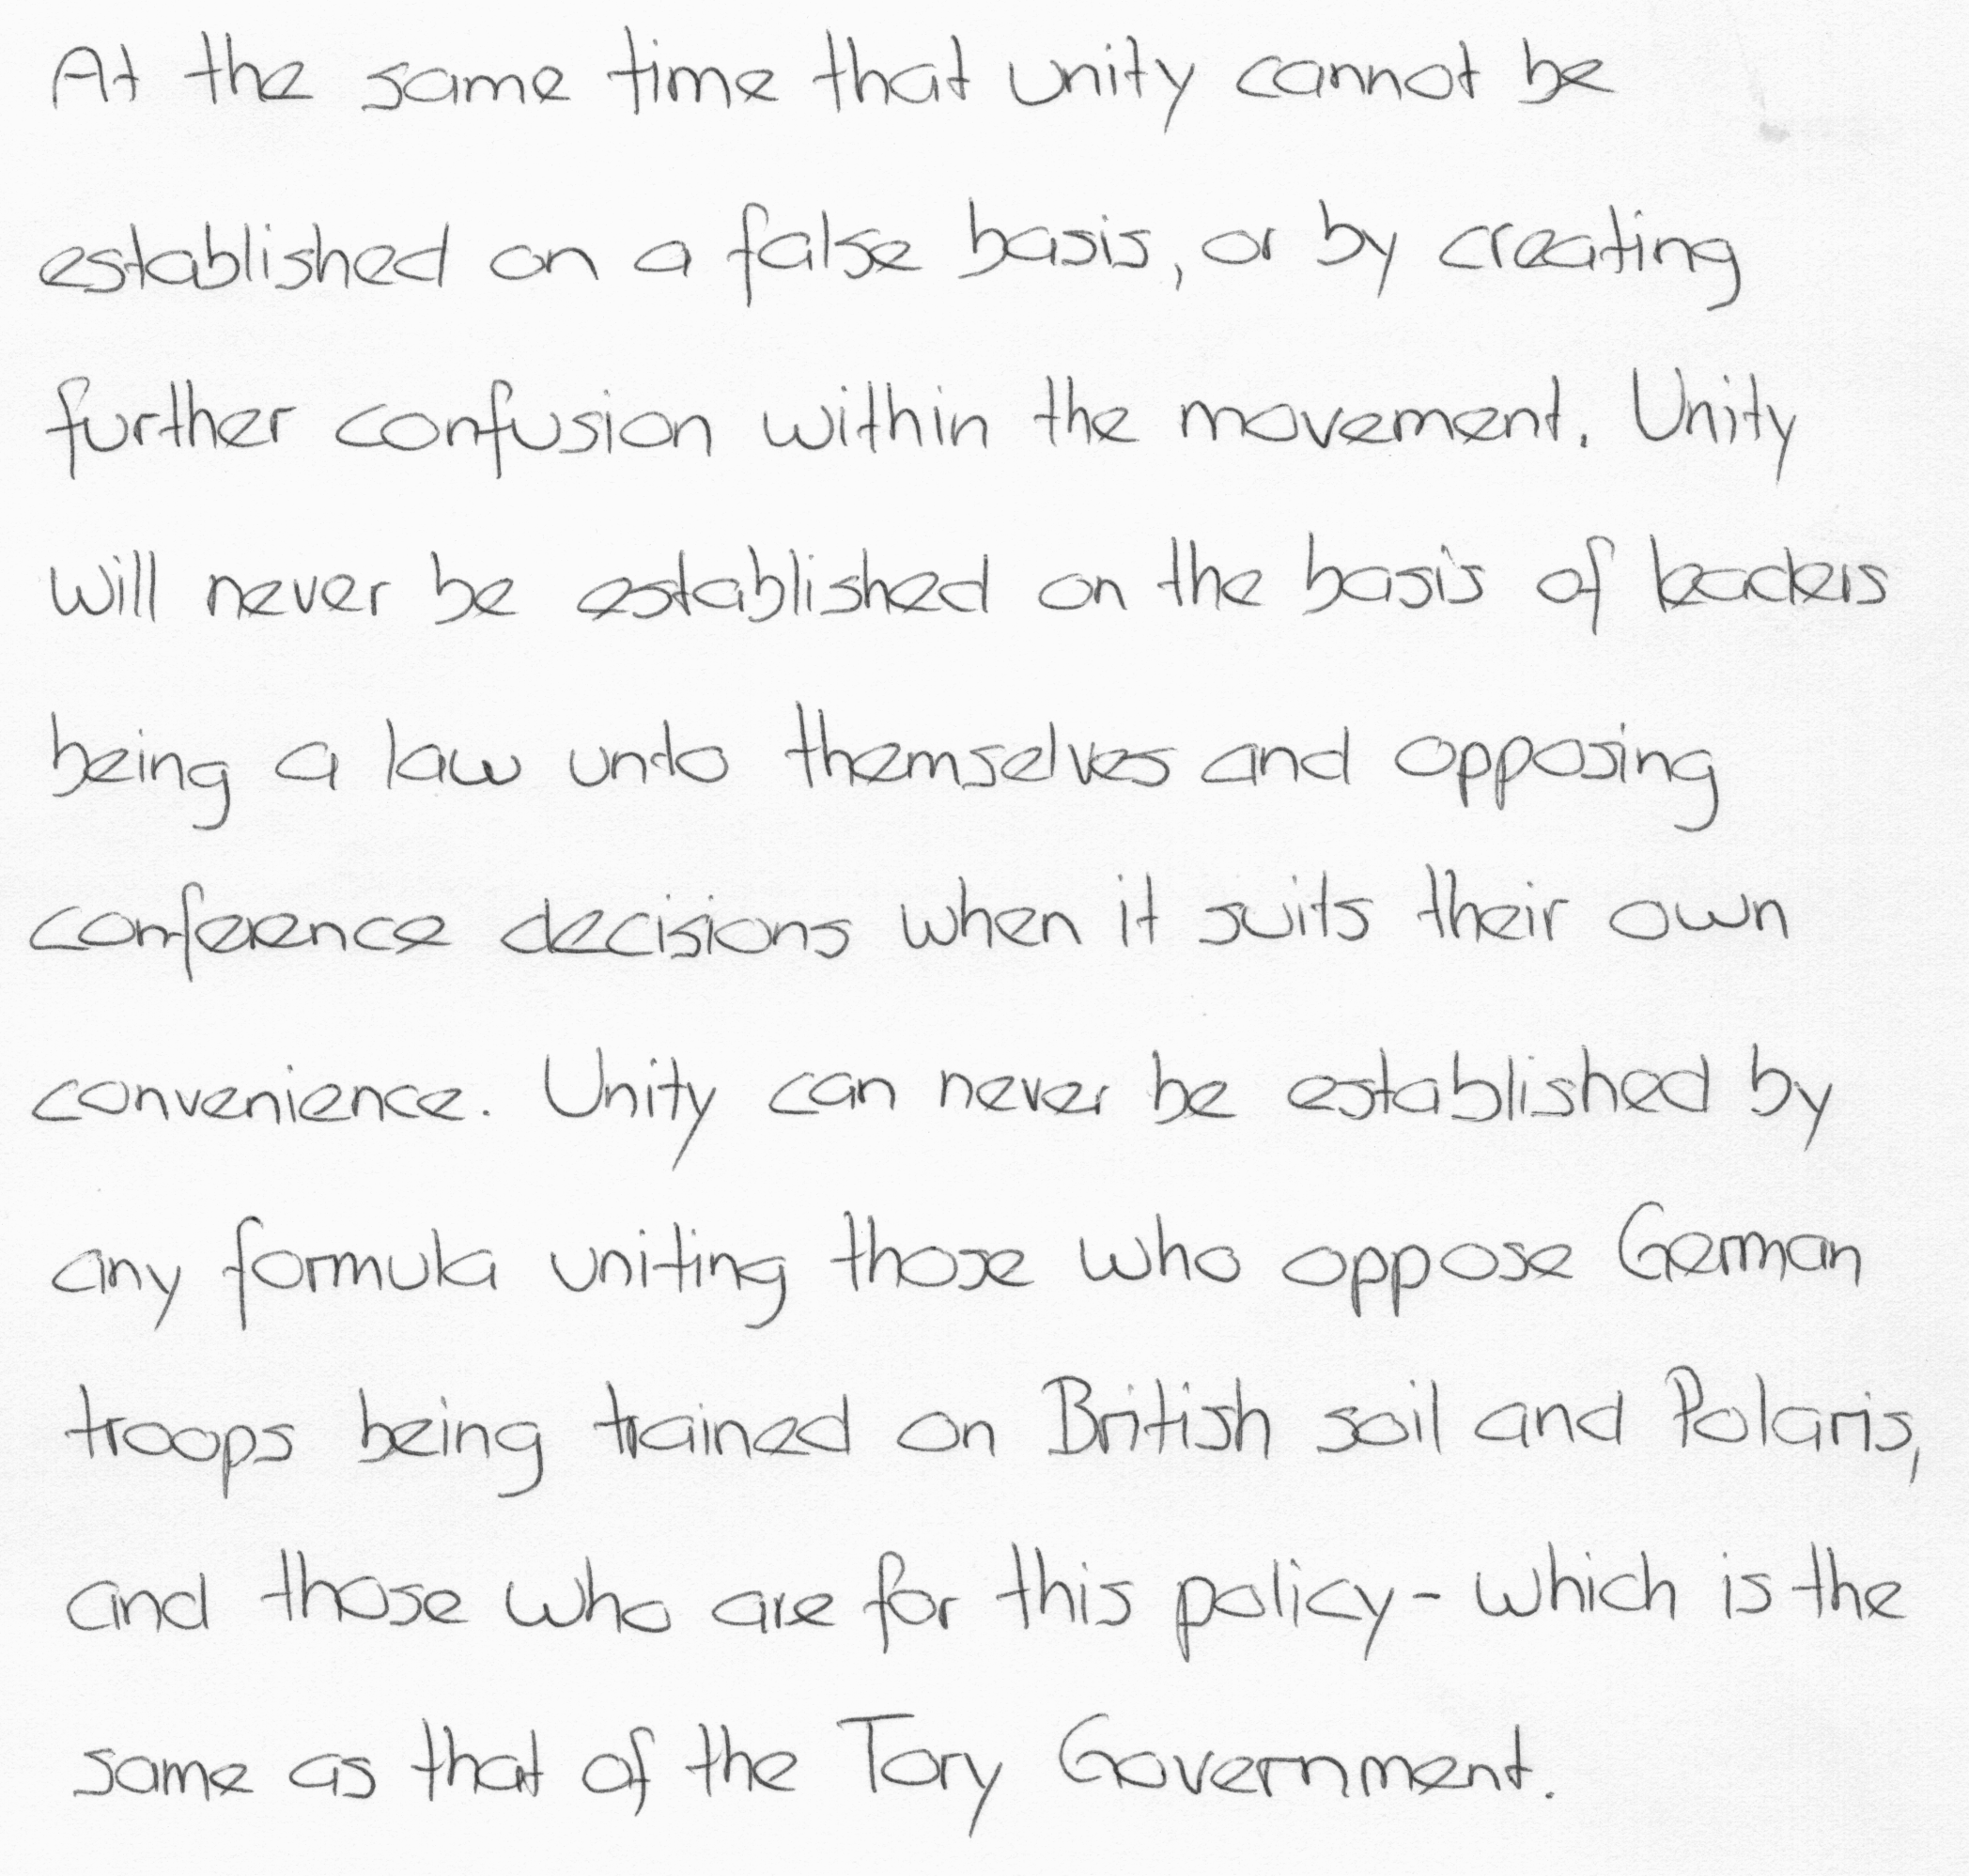 At the same time that unity cannot be
established on a false basis, or by creating
further confusion within the movement. Unity
will never be established on the basis of leaders
being a law unto themselves and opposing
conference decisions when it suits their own
convenience. Unity can never be established by
any formula uniting those who oppose German
troops being trained on British soil and Polaris,
and those who are for this policy - which is the
same as that of the Tory Government.